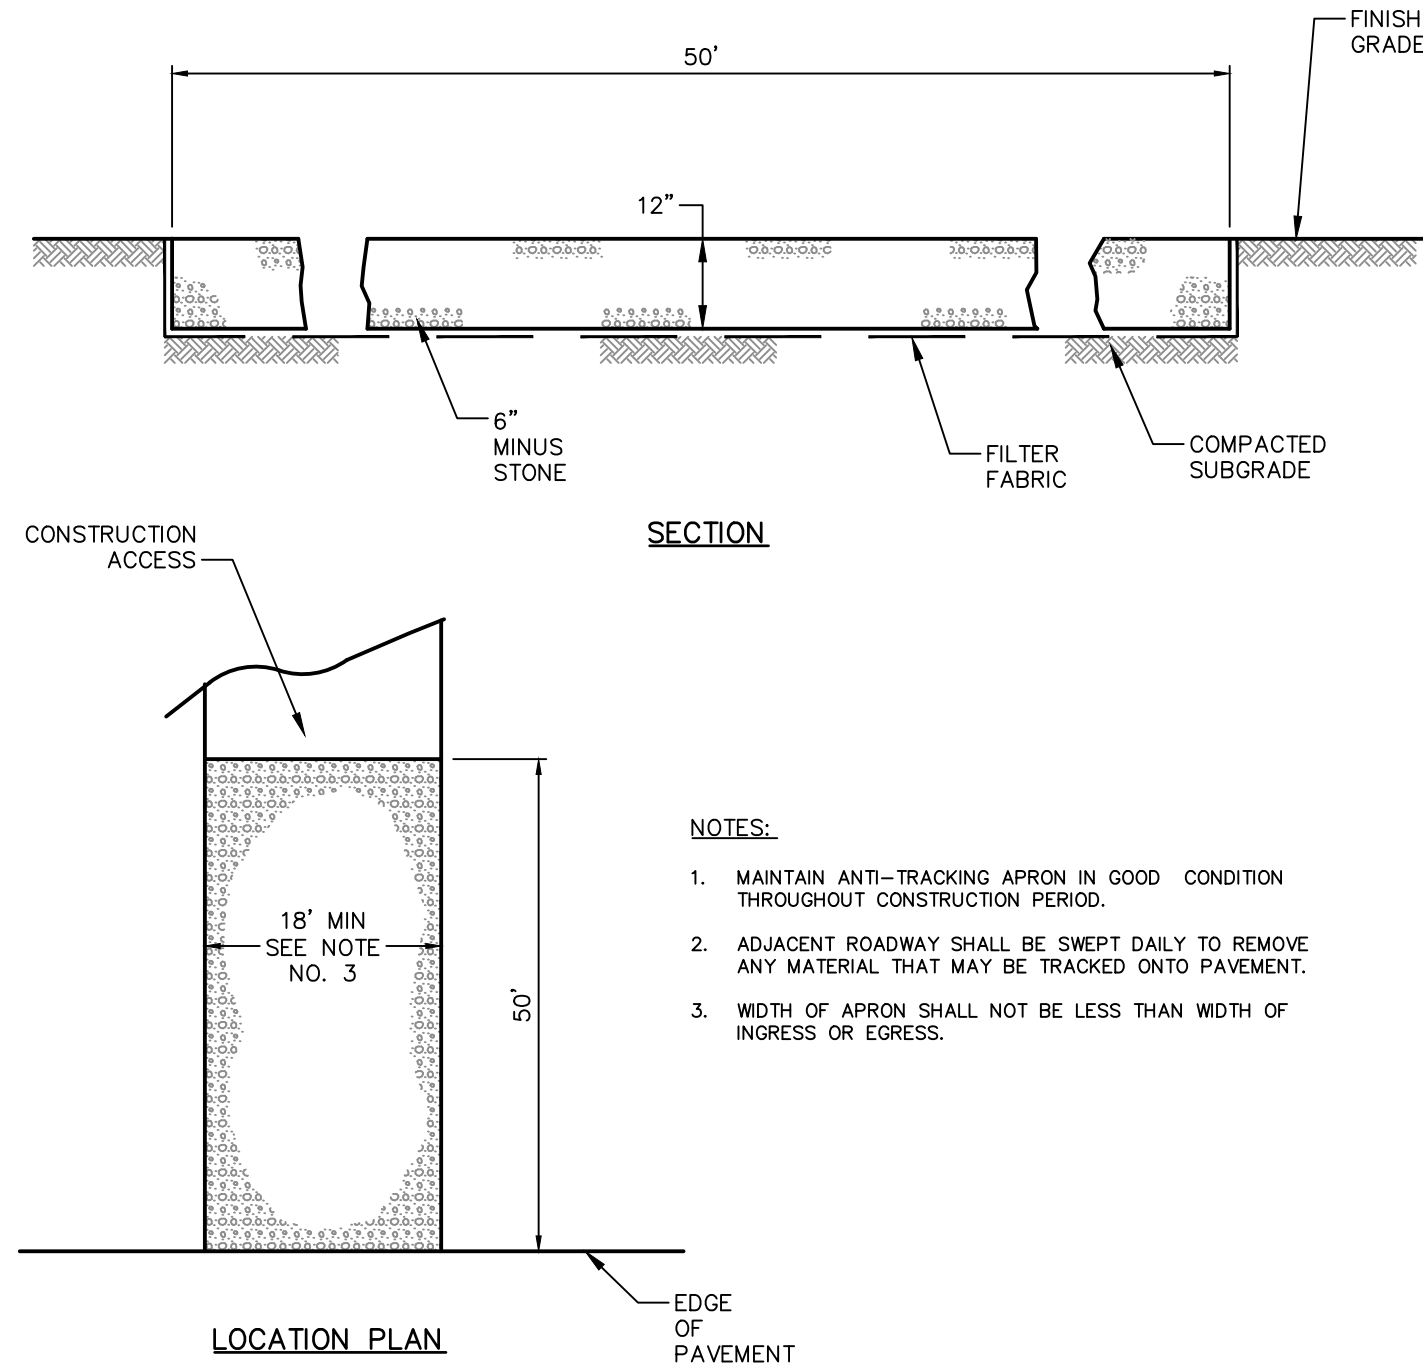 FINISH
GRADE
50'
12"
6"
MINUS
STONE
FILTER
FABRIC
COMPACTED
SUBGRADE
SECTION
CONSTRUCTION
ACCESS
18' MIN
SEE NOTE
NO. 3
50'
NOTES:
1. MAINTAIN ANTI-TRACKING APRON IN GOOD CONDITION
THROUGHOUT CONSTRUCTION PERIOD.
2. ADJACENT ROADWAY SHALL BE SWEPT DAILY TO REMOVE
ANY MATERIAL THAT MAY BE TRACKED ONTO PAVEMENT.
3. WIDTH OF APRON SHALL NOT BE LESS THAN WIDTH OF
INGRESS OR EGRESS.
EDGE
OF
PAVEMENT
LOCATION PLAN